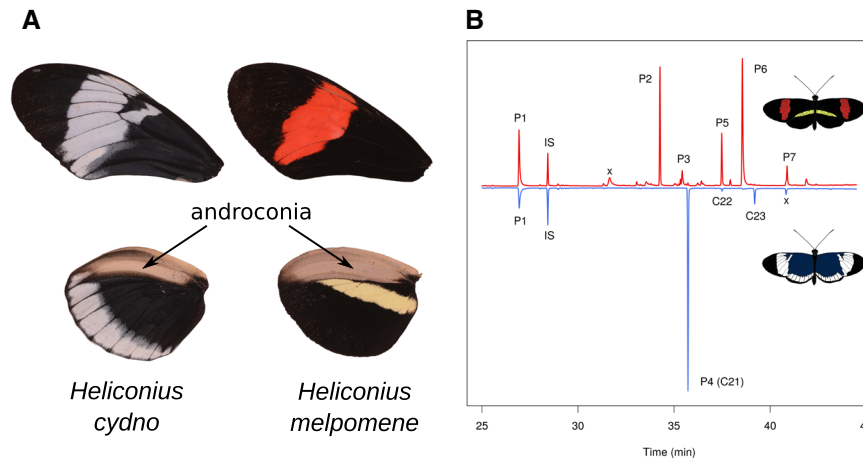 A
androconia
Heliconius
cydno
Heliconius
melpomene
B
P1
IS
x
P2
P3
P5
P6
P7
P1
IS
P4 (C21)
C22
C23
x
25
30
35
40
Time (min)